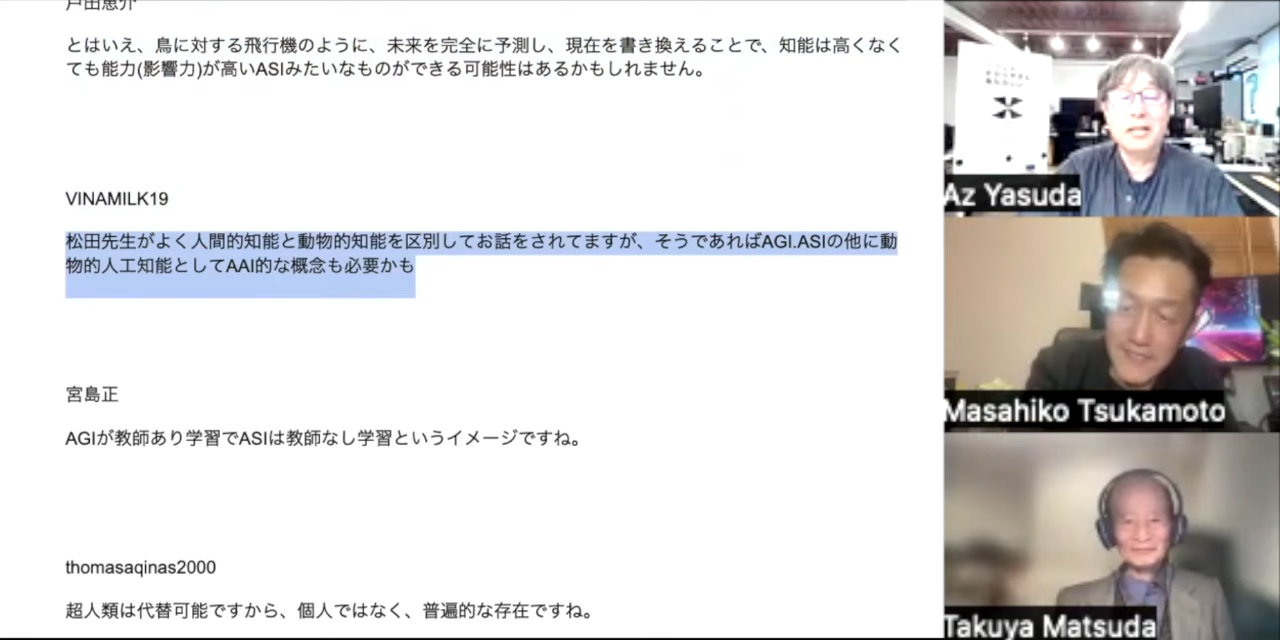 戸田恵介
とはいえ、鳥に対する飛行機のように、未来を完全に予測し、現在を書き換えることで、知能は高くなく
ても能力(影響力)が高いASIみたいなものができる可能性はあるかもしれません。
VINAMILK19
松田先生がよく人間的知能と動物的知能を区別してお話をされてますが、そうであればAGI.ASIの他に動
物的人工知能としてAAI的な概念も必要かも
宮島正
AGIが教師あり学習でASIは教師なし学習というイメージですね。
thomasaqinas2000
超人類は代替可能ですから、個人ではなく、普遍的な存在ですね。
Az Yasuda
Masahiko Tsukamoto
Takuya Matsuda